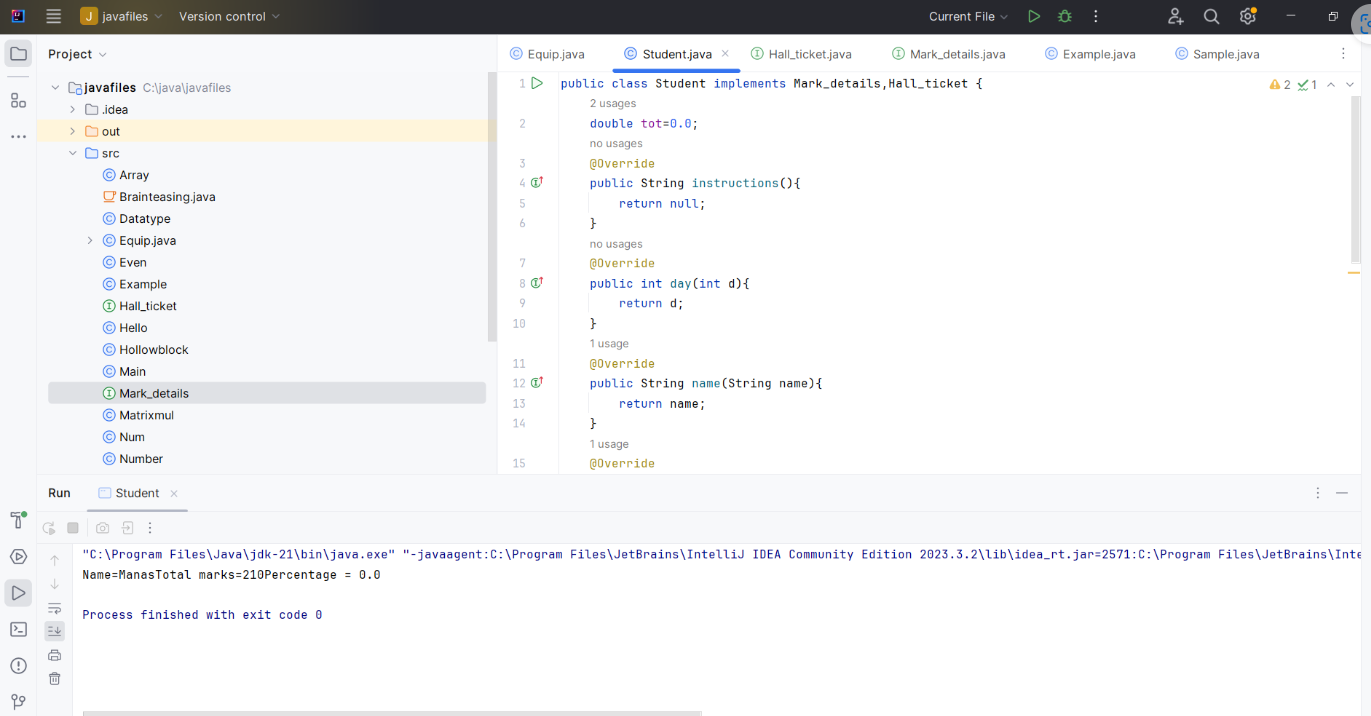 J javafiles Version control Current File
Project
Equip.java Student.java Hall_ticket.java Mark_details.java Example.java Sample.java
javafiles C:\java\javafiles
.idea
out
src
Array
Brainteasing.java
Datatype
Equip.java
Even
Example
Hall_ticket
Hello
Hollowblock
Main
Mark_details
Matrixmul
Num
Number
2 1
1 public class Student implements Mark_details,Hall_ticket {
2 usages
2 double tot=0.0;
no usages
3 @Override
4 public String instructions(){
5 return null;
6 }
no usages
7 @Override
8 public int day(int d){
9 return d;
10 }
1 usage
11 @Override
12 public String name(String name){
13 return name;
14 }
1 usage
15 @Override
Run Student
"C:\Program Files\Java\jdk-21\bin\java.exe" "-javaagent:C:\Program Files\JetBrains\IntelliJ IDEA Community Edition 2023.3.2\lib\idea_rt.jar=2571:C:\Program Files\JetBrains\Inte
Name=ManasTotal marks=210Percentage = 0.0
Process finished with exit code 0